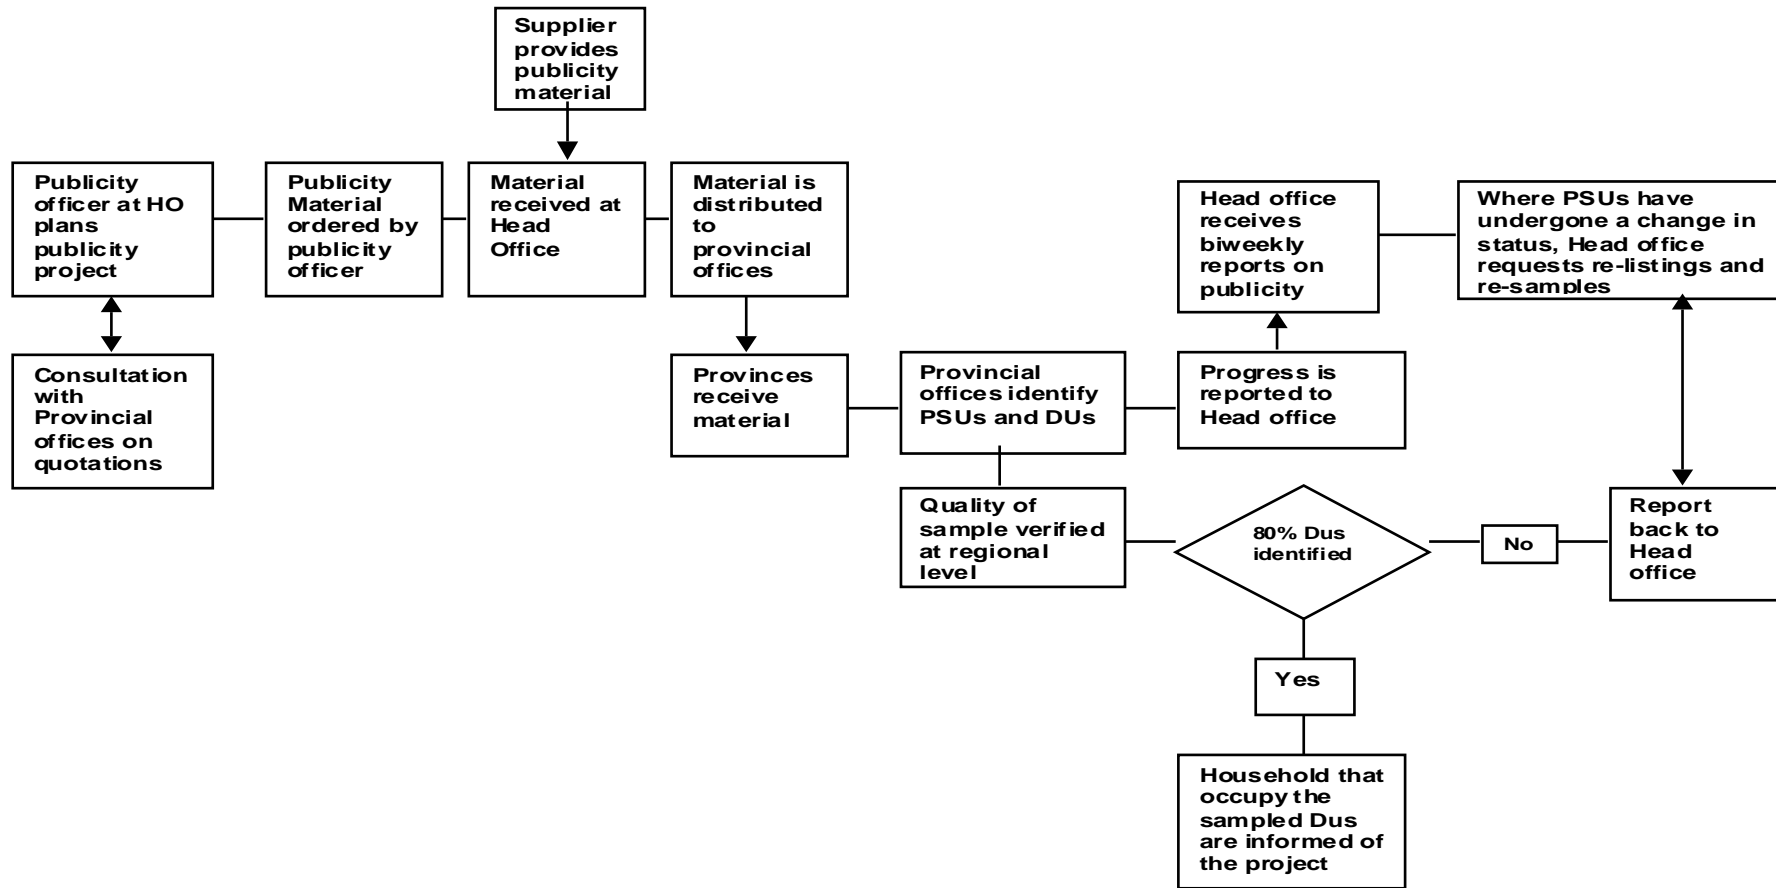 Supplier
provides
publicity
material
Publicity
officer at HO
plans
publicity
project
Publicity
Material
ordered by
publicity
officer
Material
received at
Head
Office
Material is
distributed
to
provincial
offices
Head office
receives
biweekly
reports on
publicity
Where PSUs have
undergone a change in
status, Head office
requests re-listings and
re-samples
Consultation
with
Provincial
offices on
quotations
Provinces
receive
material
Provincial
offices identify
PSUs and DUs
Progress is
reported to
Head office
Quality of
sample verified
at regional
level
80% Dus
identified
No
Report
back to
Head
office
Yes
Household that
occupy the
sampled Dus
are informed of
the project